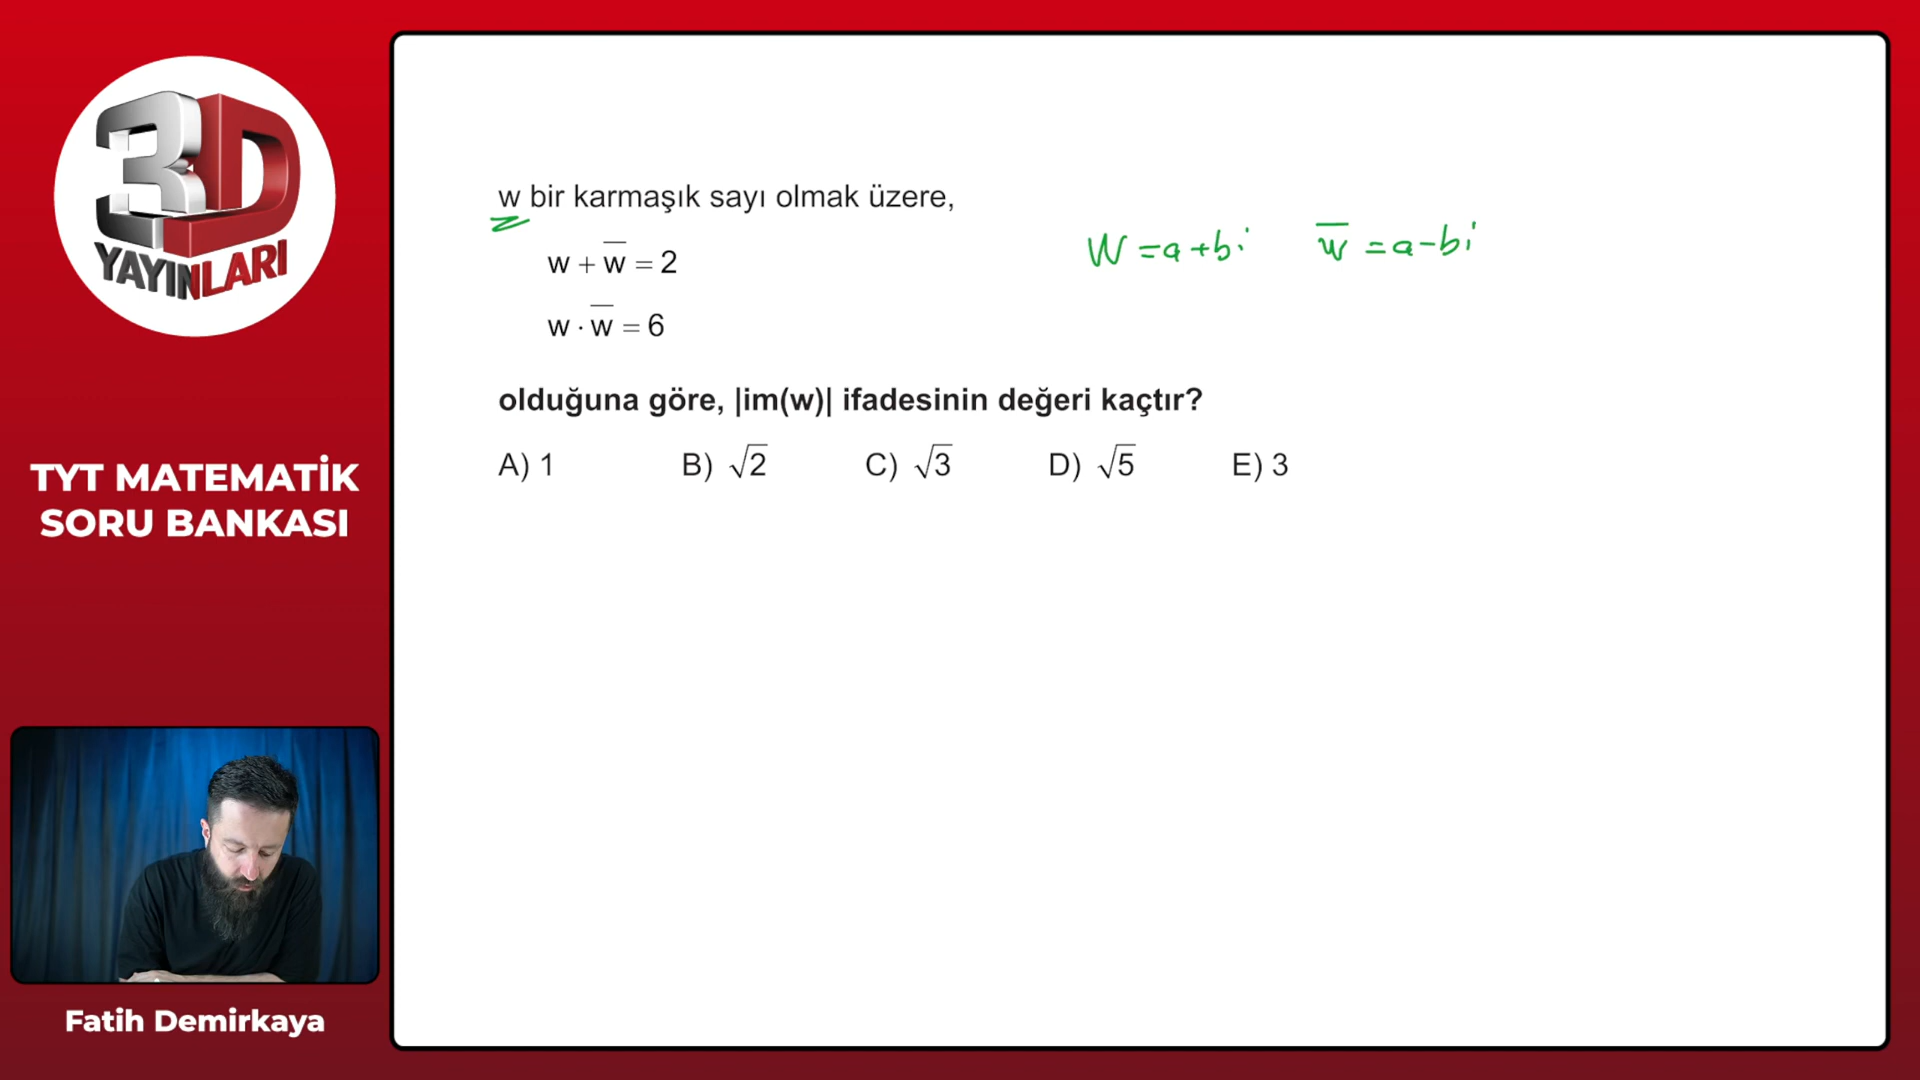 3D
YAYINLARI
TYT MATEMATİK
SORU BANKASI
Fatih Demirkaya
w bir karmaşık sayı olmak üzere,
w + w̅ = 2
w · w̅ = 6
olduğuna göre, |im(w)| ifadesinin değeri kaçtır?
A) 1 B) √2 C) √3 D) √5 E) 3
W = a + bi w̅ = a - bi